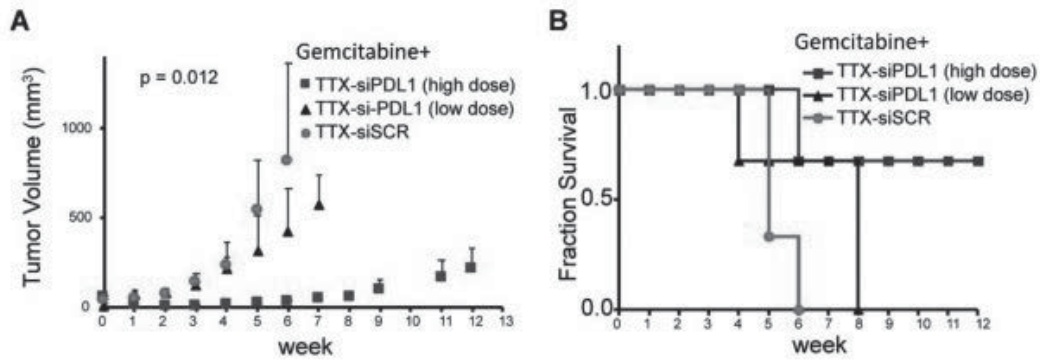 A
Gemcitabine+
p = 0.012
TTX-siPDL1 (high dose)
TTX-si-PDL1 (low dose)
TTX-siSCR
Tumor Volume (mm³)
1000
500
0
0 1 2 3 4 5 6 7 8 9 10 11 12 13
week
B
Gemcitabine+
TTX-siPDL1 (high dose)
TTX-siPDL1 (low dose)
TTX-siSCR
Fraction Survival
1.0
0.5
0.0
0 1 2 3 4 5 6 7 8 9 10 11 12
week